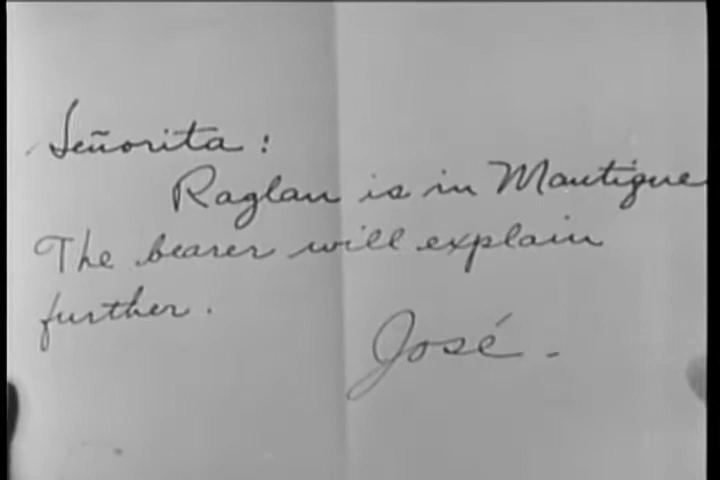 Señorita:
Raglan is in Mantique
The bearer will explain
further.
José.